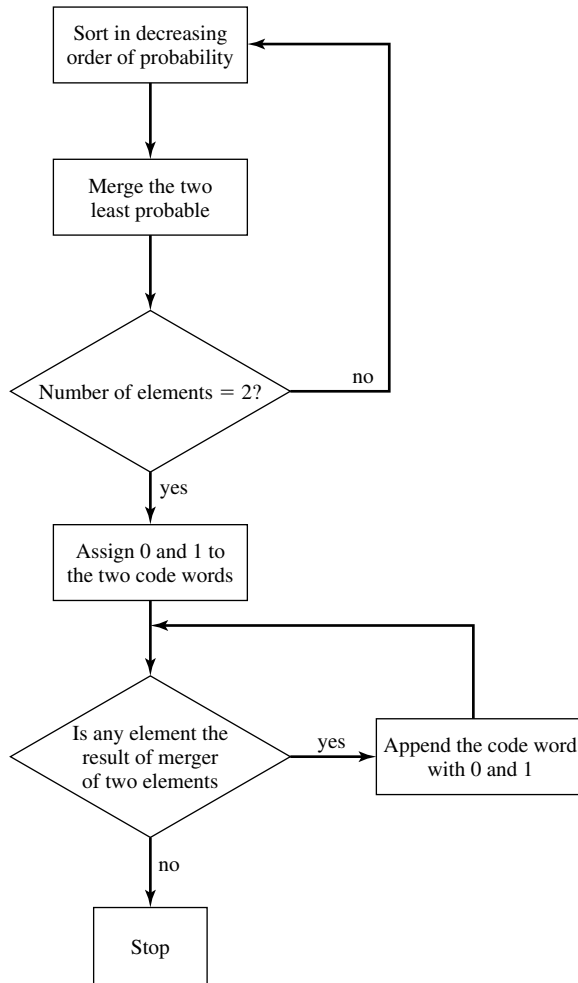 Sort in decreasing
order of probability
Merge the two
least probable
Number of elements = 2?
no
yes
Assign 0 and 1 to
the two code words
Is any element the
result of merger
of two elements
yes
Append the code word
with 0 and 1
no
Stop